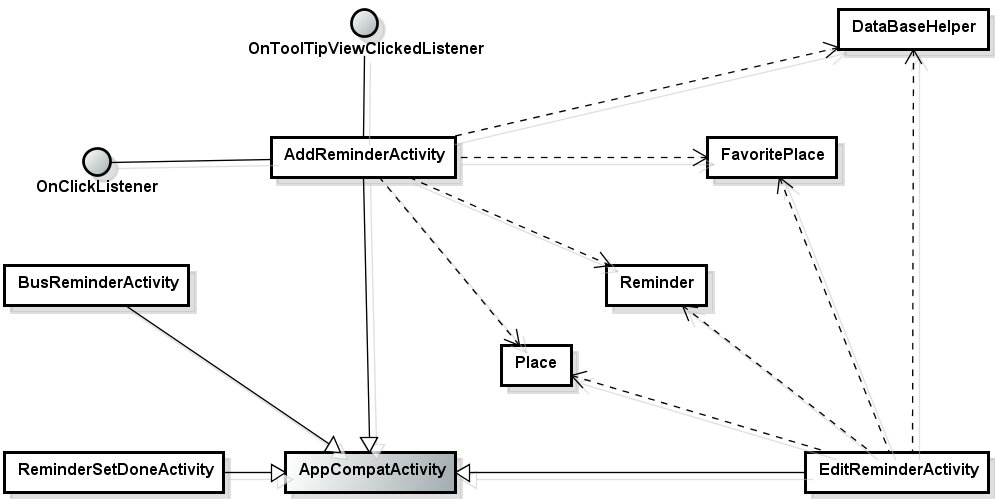 DataBaseHelper
OnToolTipViewClickedListener
AddReminderActivity
FavoritePlace
OnClickListener
BusReminderActivity
Reminder
Place
ReminderSetDoneActivity
AppCompatActivity
EditReminderActivity